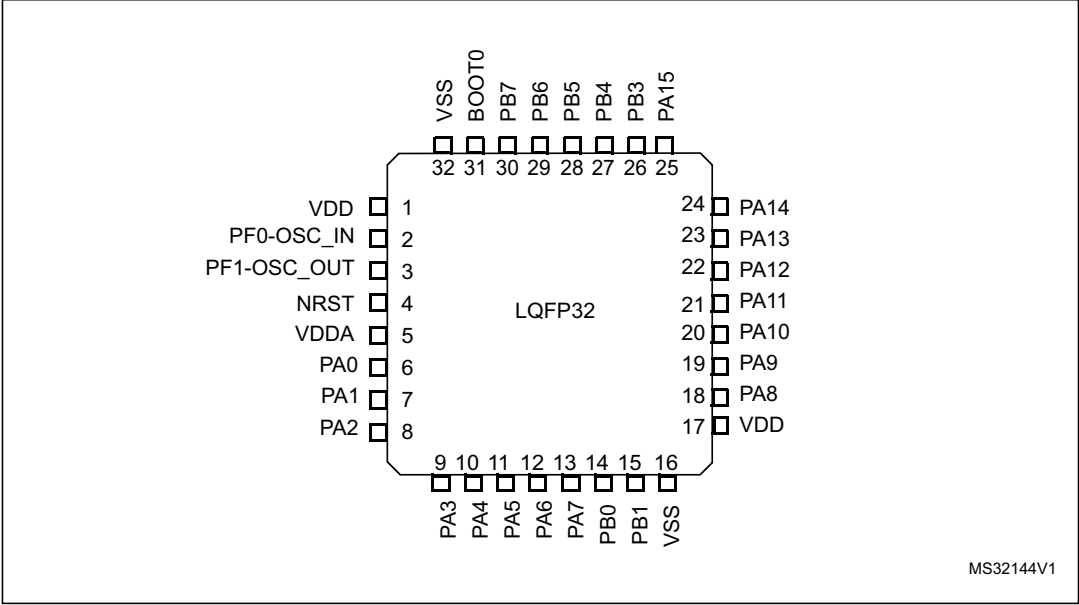 VSS
BOOT0
PB7
PB6
PB5
PB4
PB3
PA15
32 31 30 29 28 27 26 25
VDD 1
PF0-OSC_IN 2
PF1-OSC_OUT 3
NRST 4
VDDA 5
PA0 6
PA1 7
PA2 8
LQFP32
24 PA14
23 PA13
22 PA12
21 PA11
20 PA10
19 PA9
18 PA8
17 VDD
9 10 11 12 13 14 15 16
PA3
PA4
PA5
PA6
PA7
PB0
PB1
VSS
MS32144V1